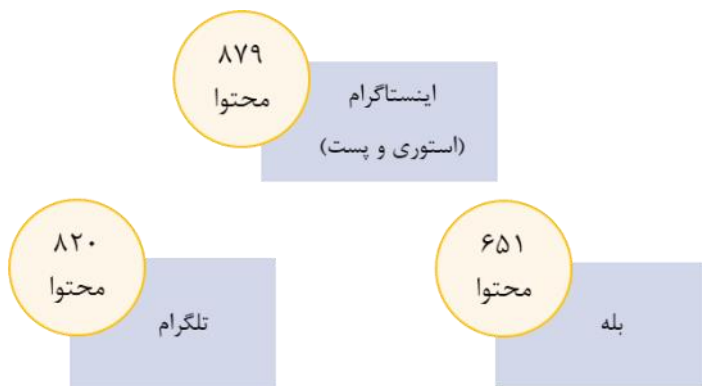 ۸۷۹
محتوا
اینستاگرام
(استوری و پست)
۶۵۱
محتوا
بله
۸۲۰
محتوا
تلگرام